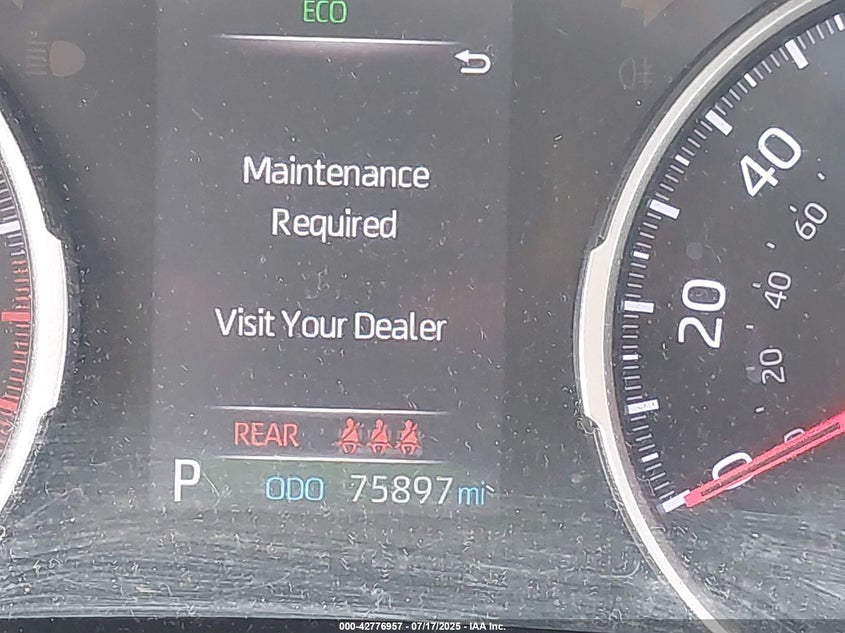 ECO
Maintenance
Required
Visit Your Dealer
REAR
P ODO 75897 mi
40
60
20
40
20
0
0
000-42776957 - 07/17/2025 - IAA Inc.